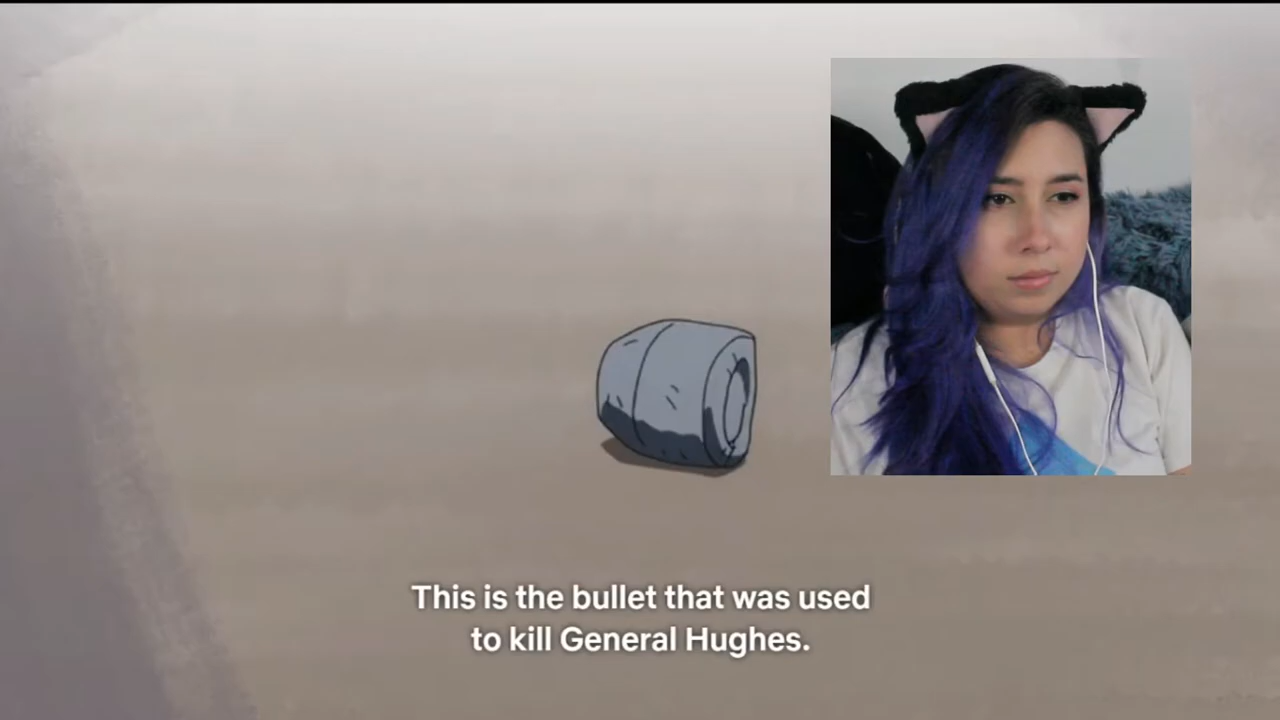 This is the bullet that was used
to kill General Hughes.